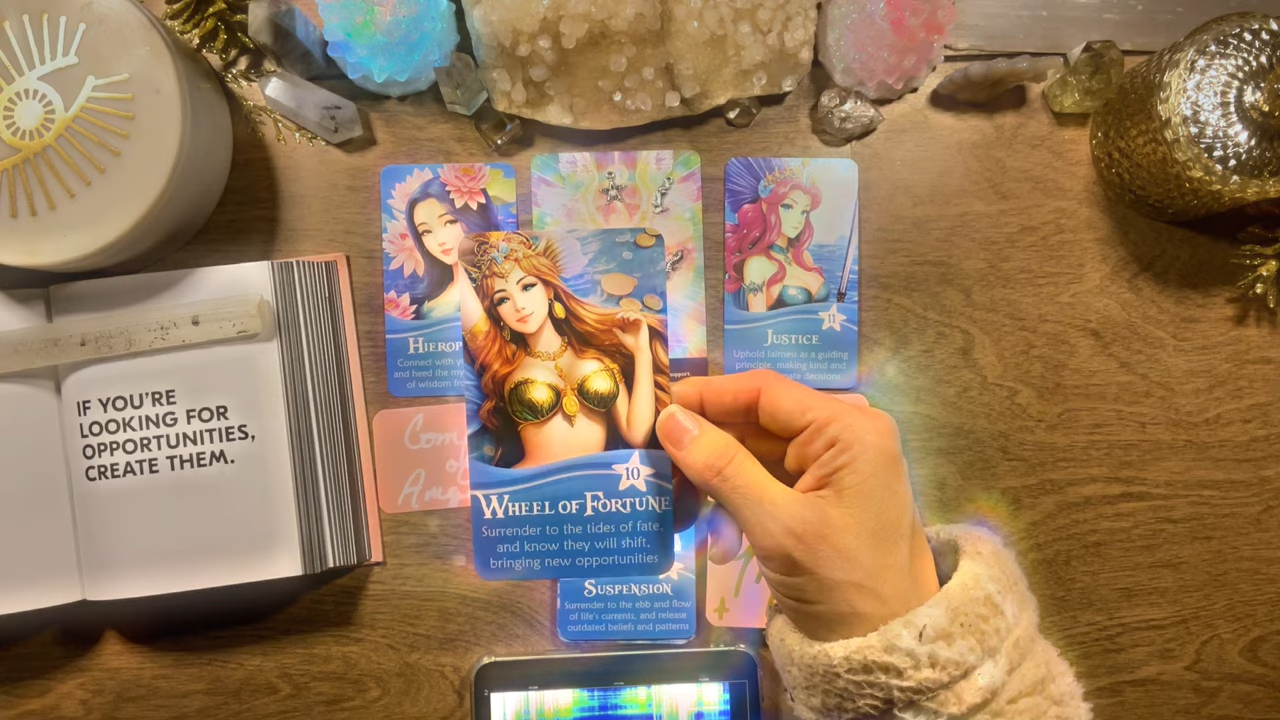 IF YOU'RE
LOOKING FOR
OPPORTUNITIES,
CREATE THEM.
Connect with
and heed the my
of wisdom
11
JUSTICE
Uphold fairness as a guiding
principle, making kind and
decisions
support
10
WHEEL OF FORTUNE
Surrender to the tides of fate,
and know they will shift,
bringing new opportunities
SUSPENSION
Surrender to the ebb and flow
of life's currents, and release
outdated beliefs and patterns